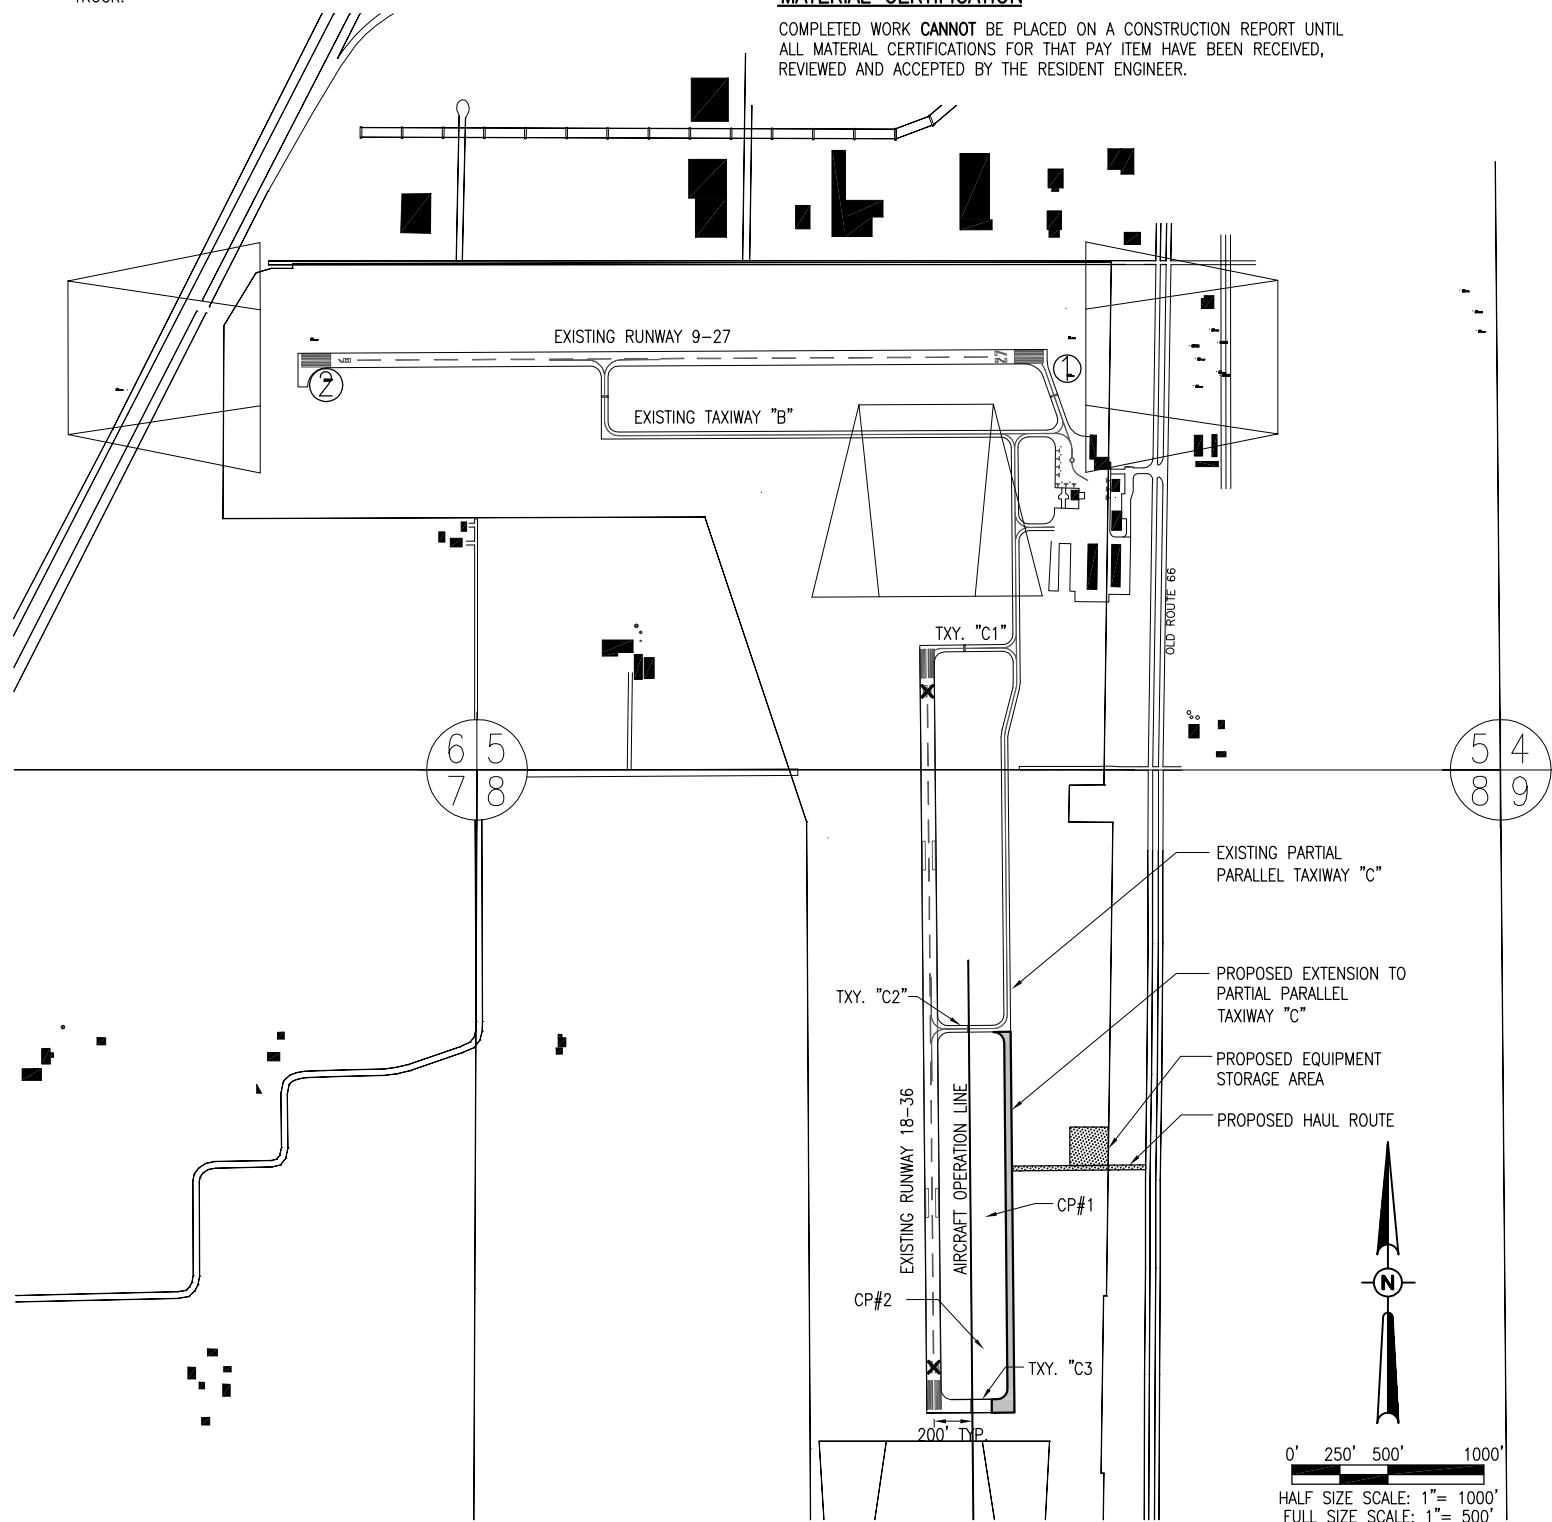 TRUCK.
MATERIAL CERTIFICATION
COMPLETED WORK CANNOT BE PLACED ON A CONSTRUCTION REPORT UNTIL
ALL MATERIAL CERTIFICATIONS FOR THAT PAY ITEM HAVE BEEN RECEIVED,
REVIEWED AND ACCEPTED BY THE RESIDENT ENGINEER.
EXISTING RUNWAY 9-27
9
27
2
1
EXISTING TAXIWAY "B"
OLD ROUTE 66
TXY. "C1"
6 5
7 8
5 4
8 9
EXISTING PARTIAL
PARALLEL TAXIWAY "C"
PROPOSED EXTENSION TO
PARTIAL PARALLEL
TAXIWAY "C"
TXY. "C2"
PROPOSED EQUIPMENT
STORAGE AREA
PROPOSED HAUL ROUTE
EXISTING RUNWAY 18-36
AIRCRAFT OPERATION LINE
CP#1
CP#2
TXY. "C3
200' TYP.
N
0' 250' 500' 1000'
HALF SIZE SCALE: 1"= 1000'
FULL SIZE SCALE: 1"= 500'